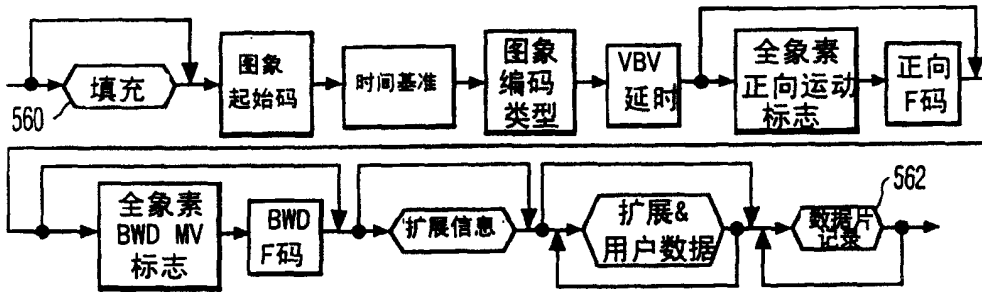 填充
560
图象
起始码
时间基准
图象
编码
类型
VBV
延时
全象素
正向运动
标志
正向
F码
全象素
BWD MV
标志
BWD
F码
扩展信息
扩展&
用户数据
数据片
记录
562